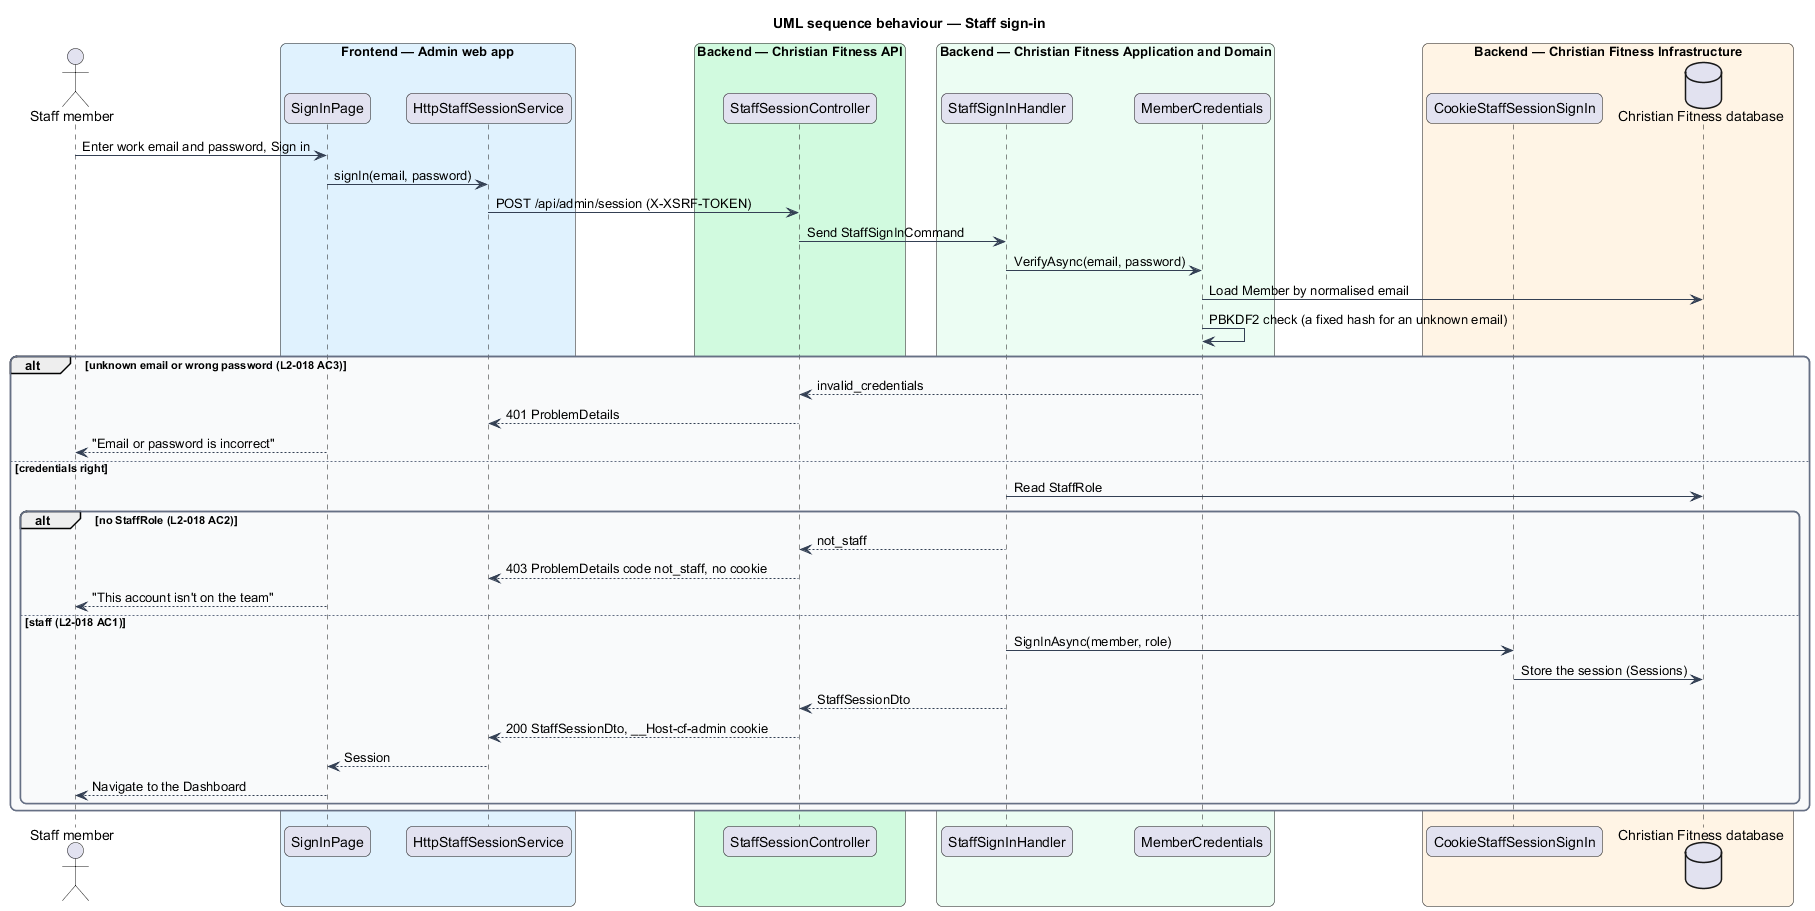 UML sequence behaviour — Staff sign-in
Frontend — Admin web app
Backend — Christian Fitness API
Backend — Christian Fitness Application and Domain
Backend — Christian Fitness Infrastructure
Staff member
SignInPage
HttpStaffSessionService
StaffSessionController
StaffSignInHandler
MemberCredentials
CookieStaffSessionSignIn
Christian Fitness database
Enter work email and password, Sign in
signIn(email, password)
POST /api/admin/session (X-XSRF-TOKEN)
Send StaffSignInCommand
VerifyAsync(email, password)
Load Member by normalised email
PBKDF2 check (a fixed hash for an unknown email)
alt [unknown email or wrong password (L2-018 AC3)]
invalid_credentials
401 ProblemDetails
"Email or password is incorrect"
[credentials right]
Read StaffRole
alt [no StaffRole (L2-018 AC2)]
not_staff
403 ProblemDetails code not_staff, no cookie
"This account isn't on the team"
[staff (L2-018 AC1)]
SignInAsync(member, role)
Store the session (Sessions)
StaffSessionDto
200 StaffSessionDto, __Host-cf-admin cookie
Session
Navigate to the Dashboard
Staff member
SignInPage
HttpStaffSessionService
StaffSessionController
StaffSignInHandler
MemberCredentials
CookieStaffSessionSignIn
Christian Fitness database